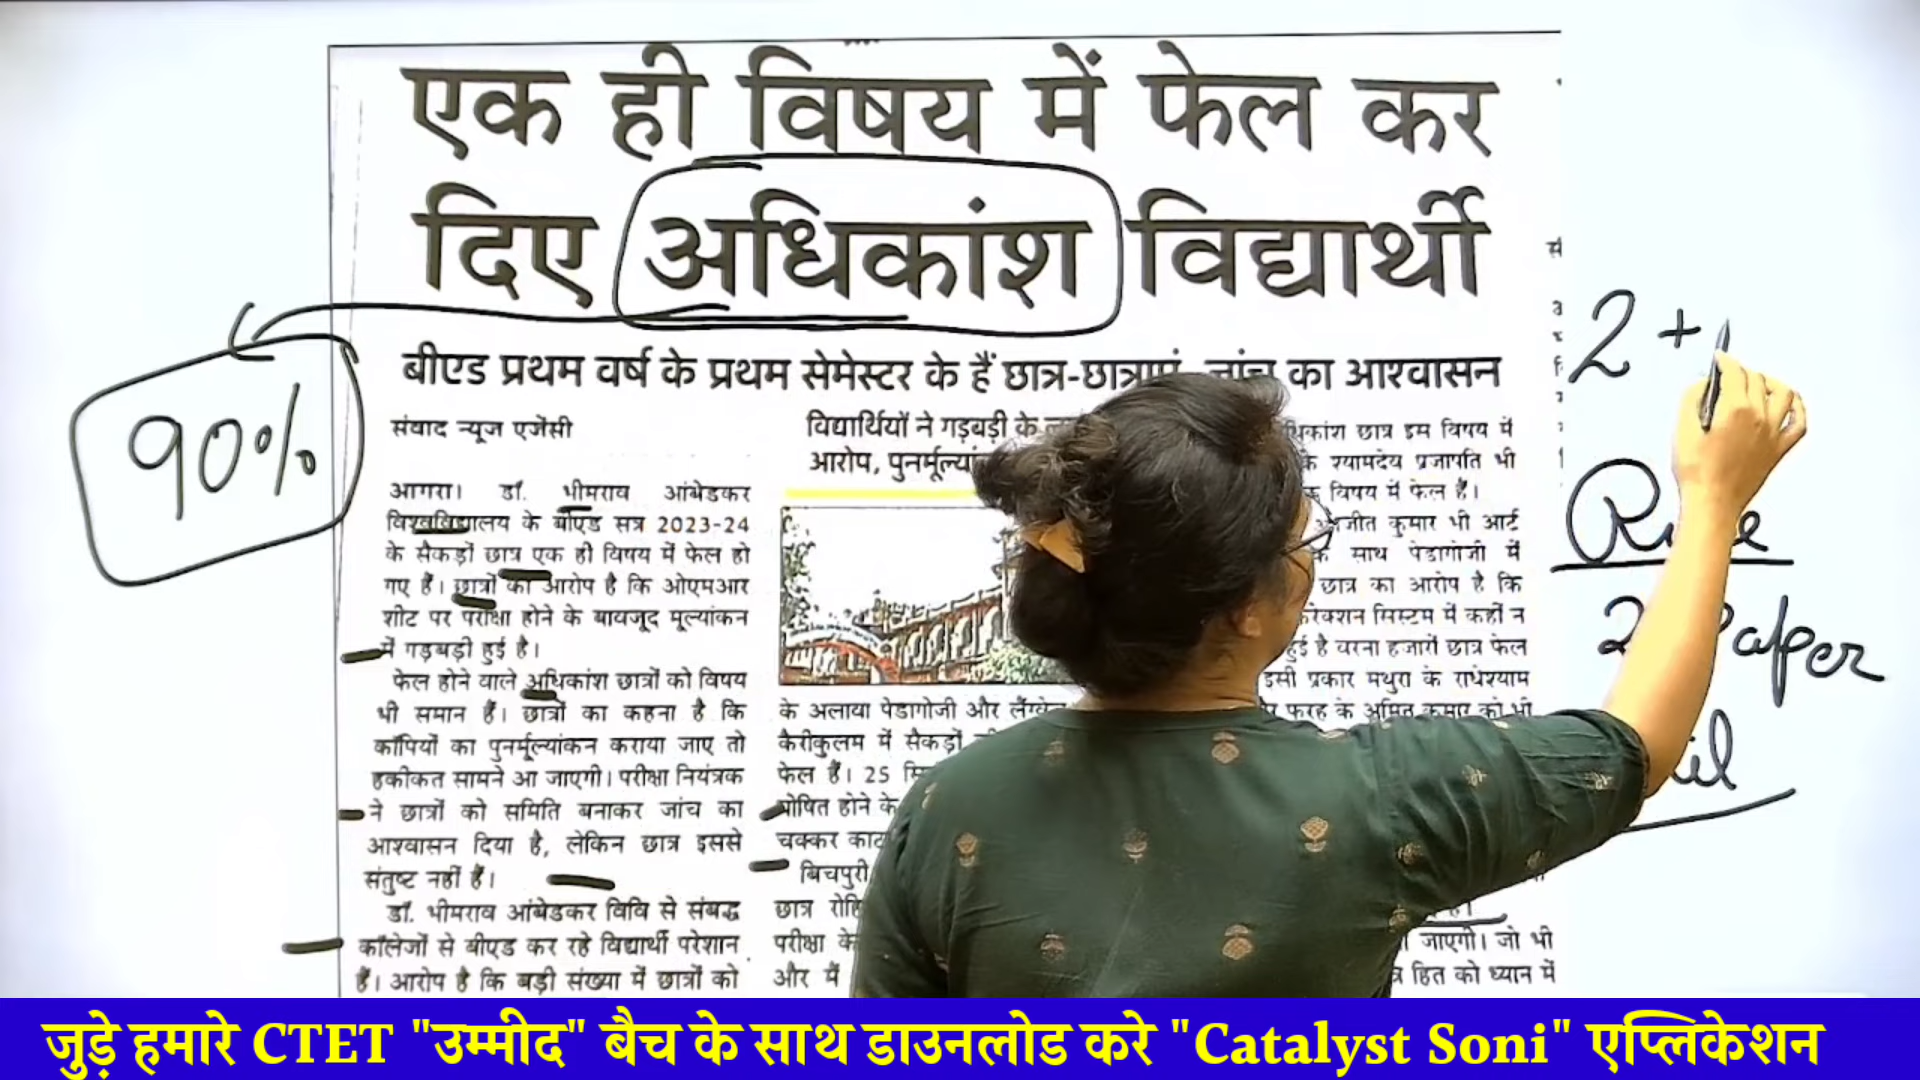 एक ही विषय में फेल कर
दिए अधिकांश विद्यार्थी
बीएड प्रथम वर्ष के प्रथम सेमेस्टर के हैं छात्र-छात्राएं, जांच का आश्वासन
संवाद न्यूज एजेंसी
आगरा। डॉ. भीमराव आंबेडकर
विश्वविद्यालय के बीएड सत्र 2023-24
के सैकड़ों छात्र एक ही विषय में फेल हो
गए हैं। छात्रों का आरोप है कि ओएमआर
शीट पर परीक्षा होने के बावजूद मूल्यांकन
में गड़बड़ी हुई है।
फेल होने वाले अधिकांश छात्रों को विषय
भी समान हैं। छात्रों का कहना है कि
कॉपियों का पुनर्मूल्यांकन कराया जाए तो
हकीकत सामने आ जाएगी। परीक्षा नियंत्रक
ने छात्रों को समिति बनाकर जांच का
आश्वासन दिया है, लेकिन छात्र इससे
संतुष्ट नहीं हैं।
डॉ. भीमराव आंबेडकर विवि से संबद्ध
कॉलेजों से बीएड कर रहे विद्यार्थी परेशान
हैं। आरोप है कि बड़ी संख्या में छात्रों को
विद्यार्थियों ने गड़बड़ी के
आरोप,
के अलावा पेडागोजी और
कैरीकुलम में सैकड़ों
फेल हैं। 25
घोषित होने के
चक्कर
बिचपुरी
छात्र
परीक्षा के
और में
छात्र इस विषय में
के श्यामदेव प्रजापति भी
विषय में फेल हैं।
कुमार भी आर्ट
के साथ पेडागोजी में
छात्र का आरोप है कि
सिस्टम में कहीं न
हुई है वरना हजारों छात्र फेल
इसी प्रकार मथुरा के राधेश्याम
फरह के अमित कुमार को भी
जाएगी। जो भी
हित को ध्यान में
90%
2 +
2 Paper
जुड़े हमारे CTET "उम्मीद" बैच के साथ डाउनलोड करे "Catalyst Soni" एप्लिकेशन